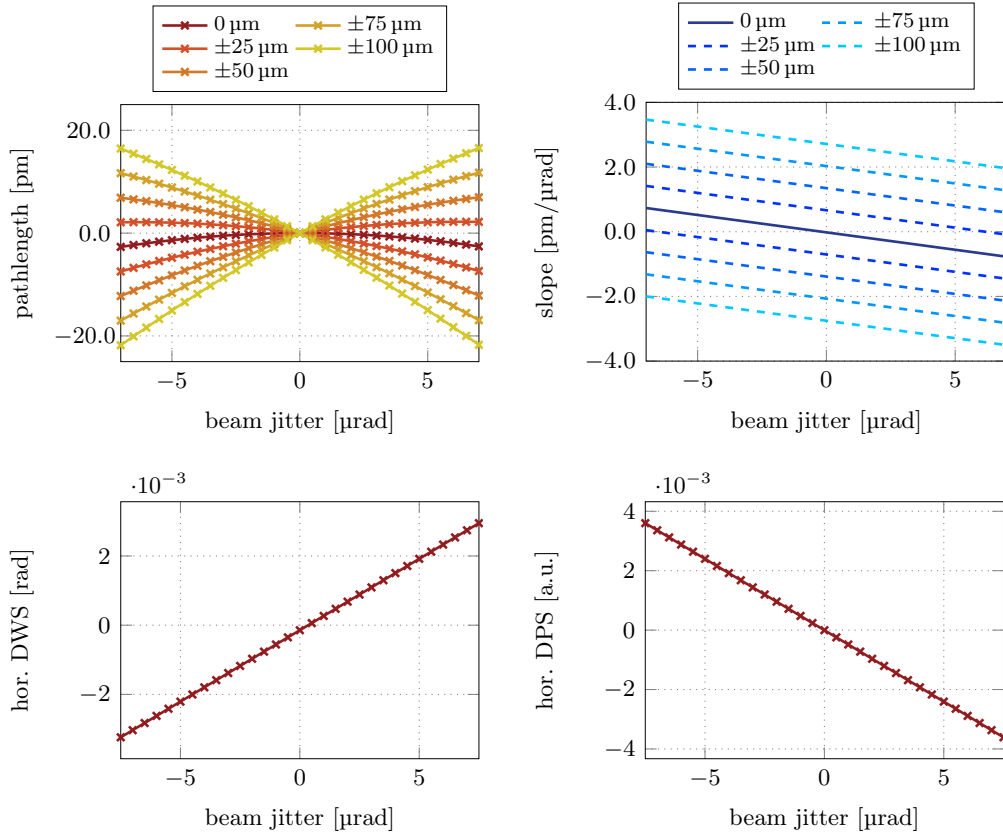 0 µm
±25 µm
±50 µm
±75 µm
±100 µm
20.0
0.0
−20.0
pathlength [pm]
−5
0
5
beam jitter [µrad]
0 µm
±25 µm
±50 µm
±75 µm
±100 µm
4.0
2.0
0.0
−2.0
−4.0
slope [pm/µrad]
−5
0
5
beam jitter [µrad]
·10⁻³
2
0
−2
hor. DWS [rad]
−5
0
5
beam jitter [µrad]
·10⁻³
4
2
0
−2
−4
hor. DPS [a.u.]
−5
0
5
beam jitter [µrad]